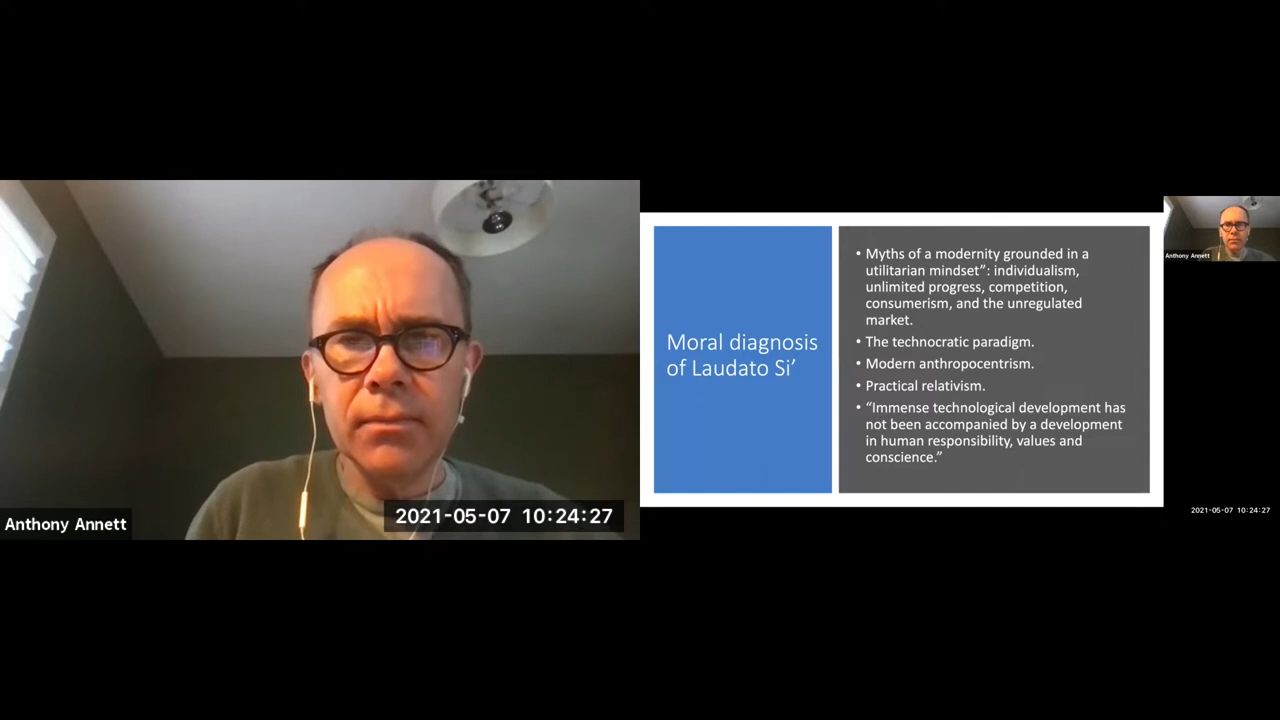 Anthony Annett
2021-05-07 10:24:27
Moral diagnosis
of Laudato Si’
• Myths of a modernity grounded in a
utilitarian mindset”: individualism,
unlimited progress, competition,
consumerism, and the unregulated
market.
• The technocratic paradigm.
• Modern anthropocentrism.
• Practical relativism.
• “Immense technological development has
not been accompanied by a development
in human responsibility, values and
conscience.”
Anthony Annett
2021-05-07 10:24:27